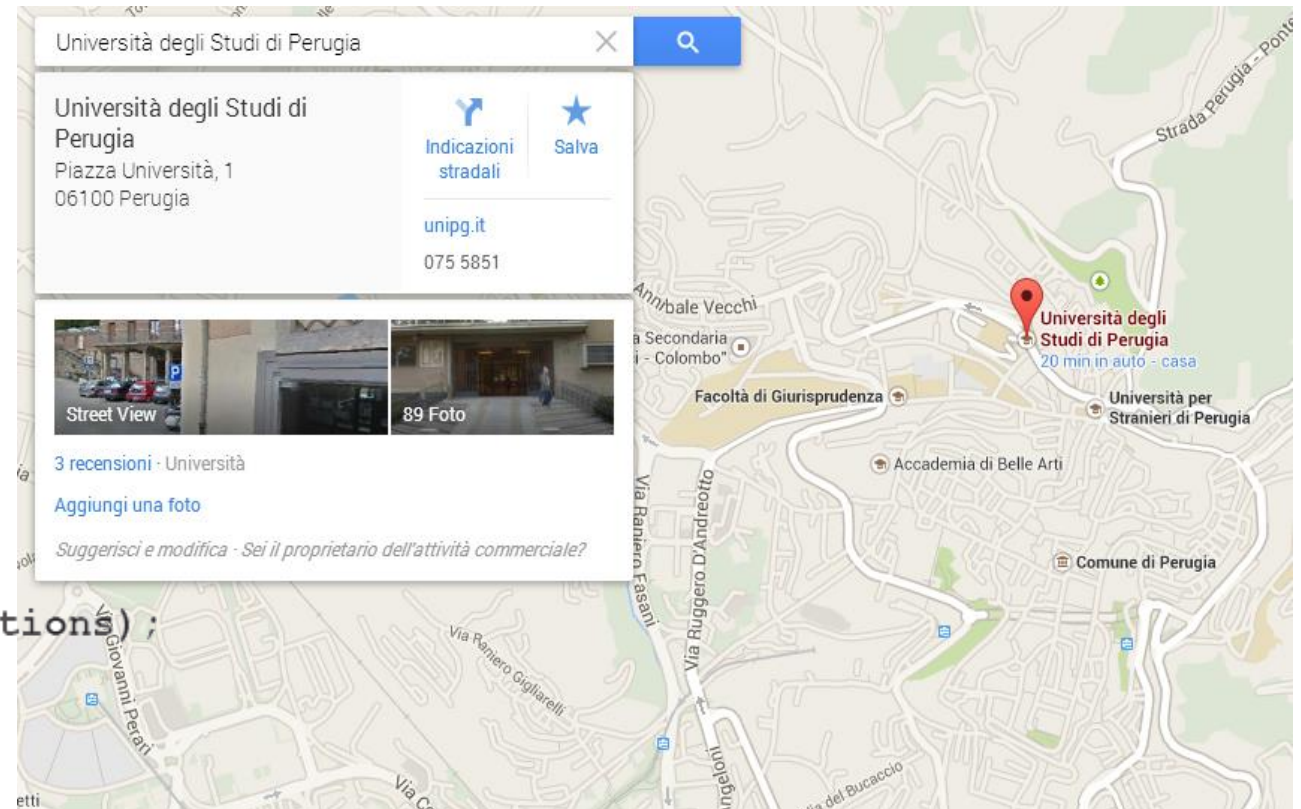 Università degli Studi di Perugia
Università degli Studi di
Perugia
Piazza Università, 1
06100 Perugia
Indicazioni
stradali
Salva
unipg.it
075 5851
Street View
89 Foto
3 recensioni · Università
Aggiungi una foto
Suggerisci e modifica · Sei il proprietario dell'attività commerciale?
tions);
Strada Perugia - Ponte
Annibale Vecchi
a Secondaria
i - Colombo"
Università degli
Studi di Perugia
20 min in auto - casa
Facoltà di Giurisprudenza
Università per
Stranieri di Perugia
Accademia di Belle Arti
Comune di Perugia
Via Raniero Fasani
Via Ruggero D'Andreotto
Via Raniero Gigliarelli
Via Giovanni Perari
Via
del Bucaccio
etti